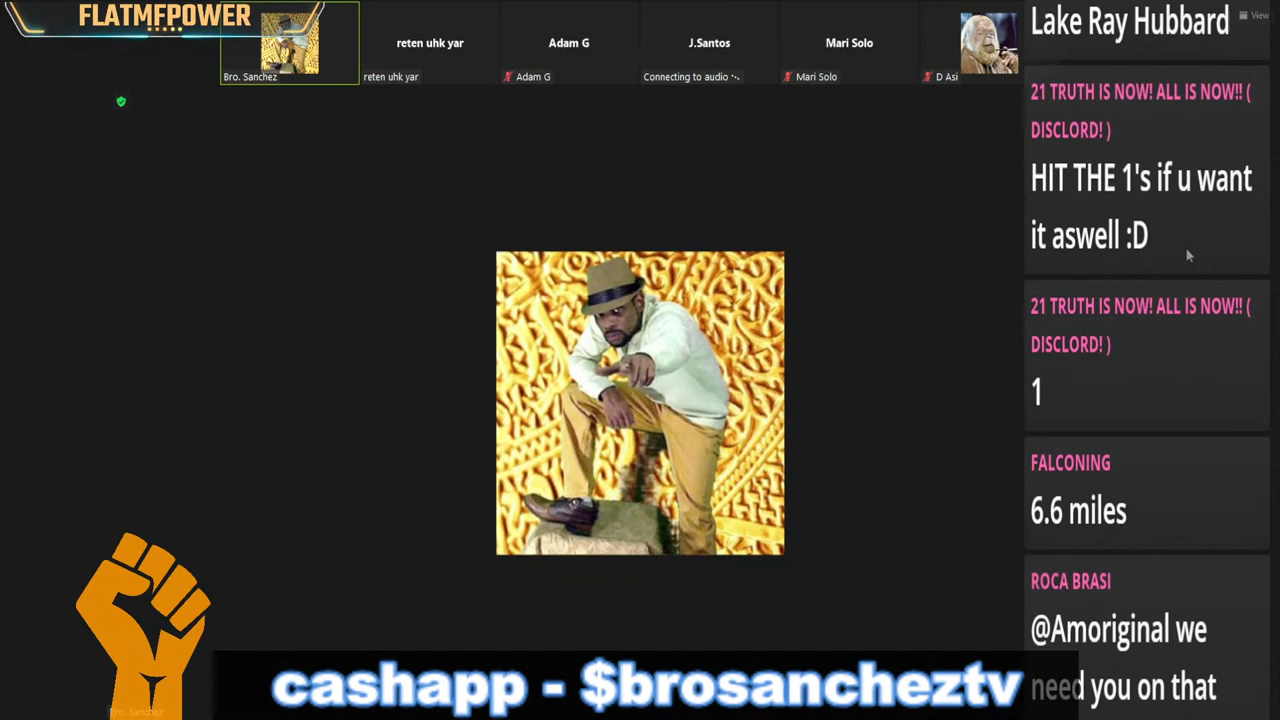 FLATMFPOWER
Bro. Sanchez
reten uhk yar
reten uhk yar
Adam G
Adam G
J.Santos
Connecting to audio
Mari Solo
Mari Solo
D Asi
View
Lake Ray Hubbard
21 TRUTH IS NOW! ALL IS NOW!! (
DISCLORD! )
HIT THE 1's if u want
it aswell :D
21 TRUTH IS NOW! ALL IS NOW!! (
DISCLORD! )
1
FALCONING
6.6 miles
ROCA BRASI
@Amoriginal we
need you on that
cashapp - $brosancheztv
Bro. Sanchez